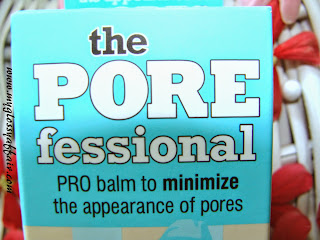 the
PORE
fessional
PRO balm to minimize
the appearance of pores